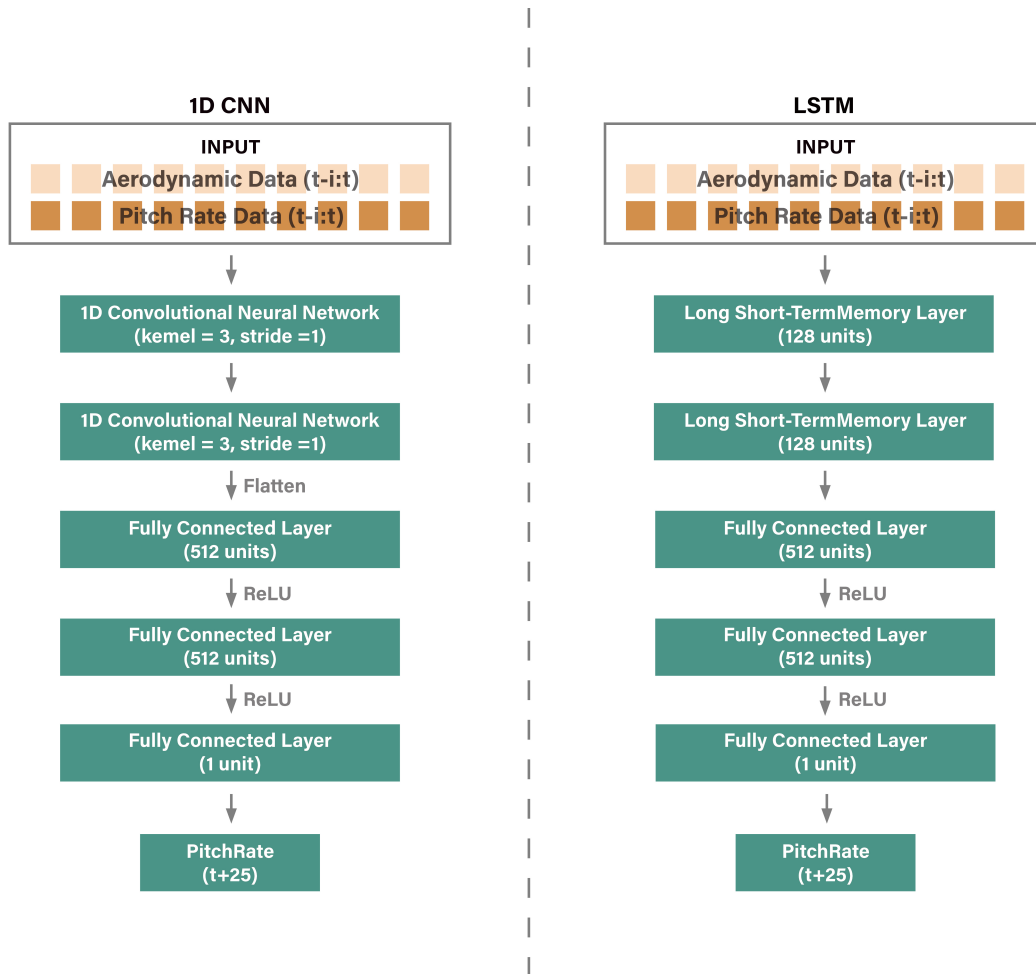 1D CNN
INPUT
Aerodynamic Data (t-i:t)
Pitch Rate Data (t-i:t)
1D Convolutional Neural Network
(kemel = 3, stride =1)
1D Convolutional Neural Network
(kemel = 3, stride =1)
Flatten
Fully Connected Layer
(512 units)
ReLU
Fully Connected Layer
(512 units)
ReLU
Fully Connected Layer
(1 unit)
PitchRate
(t+25)
LSTM
INPUT
Aerodynamic Data (t-i:t)
Pitch Rate Data (t-i:t)
Long Short-TermMemory Layer
(128 units)
Long Short-TermMemory Layer
(128 units)
Fully Connected Layer
(512 units)
ReLU
Fully Connected Layer
(512 units)
ReLU
Fully Connected Layer
(1 unit)
PitchRate
(t+25)